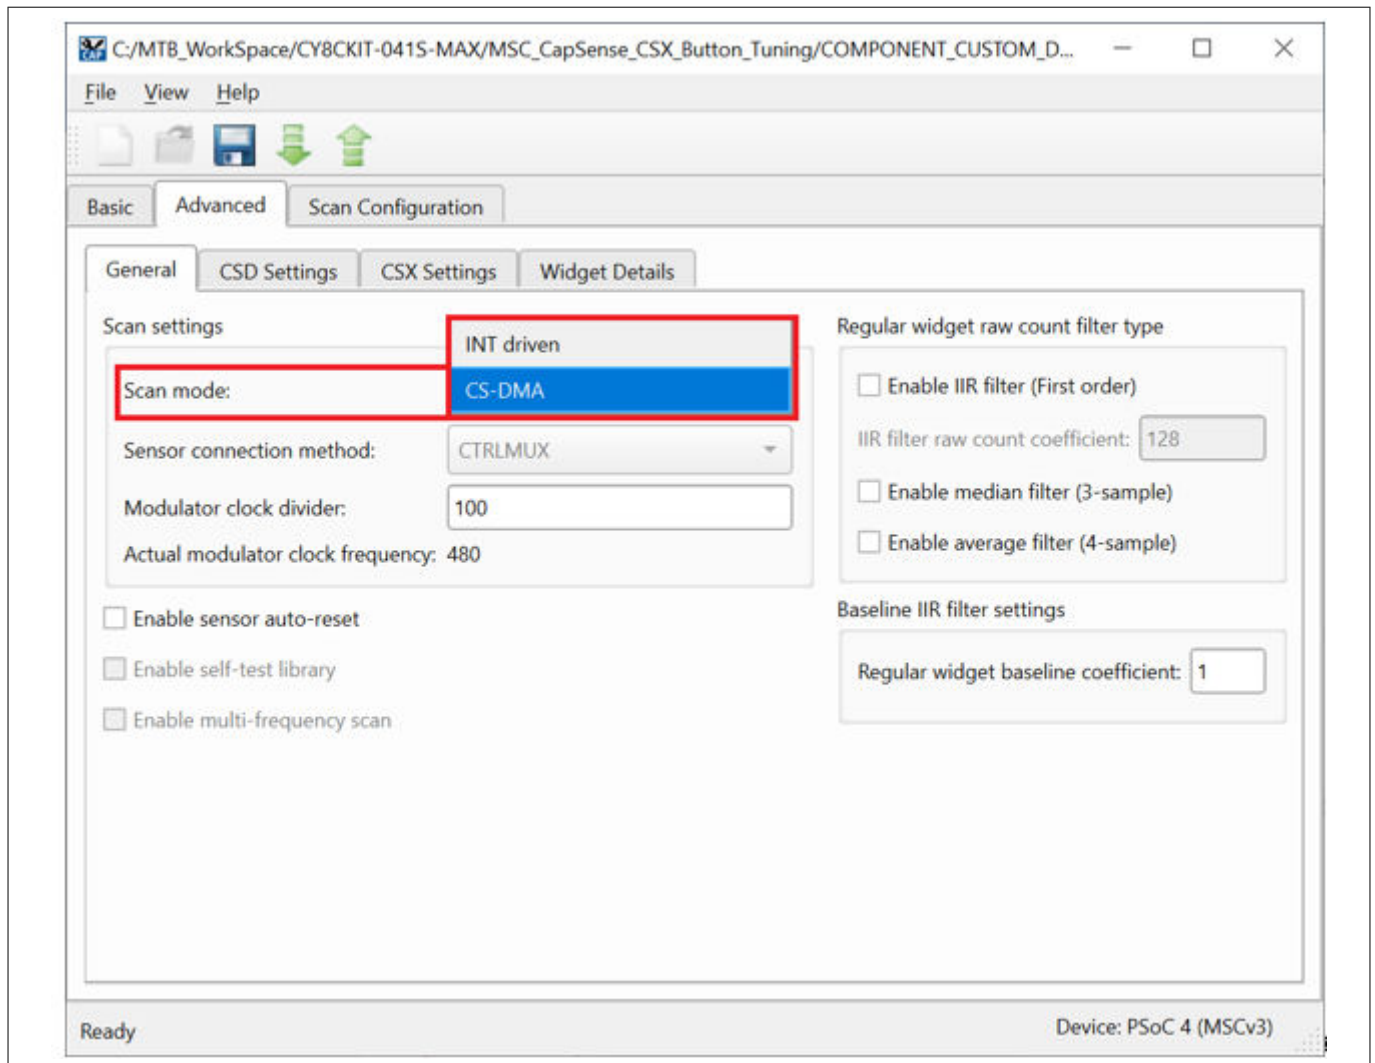 C:/MTB_WorkSpace/CY8CKIT-041S-MAX/MSC_CapSense_CSX_Button_Tuning/COMPONENT_CUSTOM_D...
File View Help
Basic Advanced Scan Configuration
General CSD Settings CSX Settings Widget Details
Scan settings
INT driven
Scan mode: CS-DMA
Sensor connection method: CTRLMUX
Modulator clock divider: 100
Actual modulator clock frequency: 480
Enable sensor auto-reset
Enable self-test library
Enable multi-frequency scan
Regular widget raw count filter type
Enable IIR filter (First order)
IIR filter raw count coefficient: 128
Enable median filter (3-sample)
Enable average filter (4-sample)
Baseline IIR filter settings
Regular widget baseline coefficient: 1
Ready
Device: PSoC 4 (MSCv3)